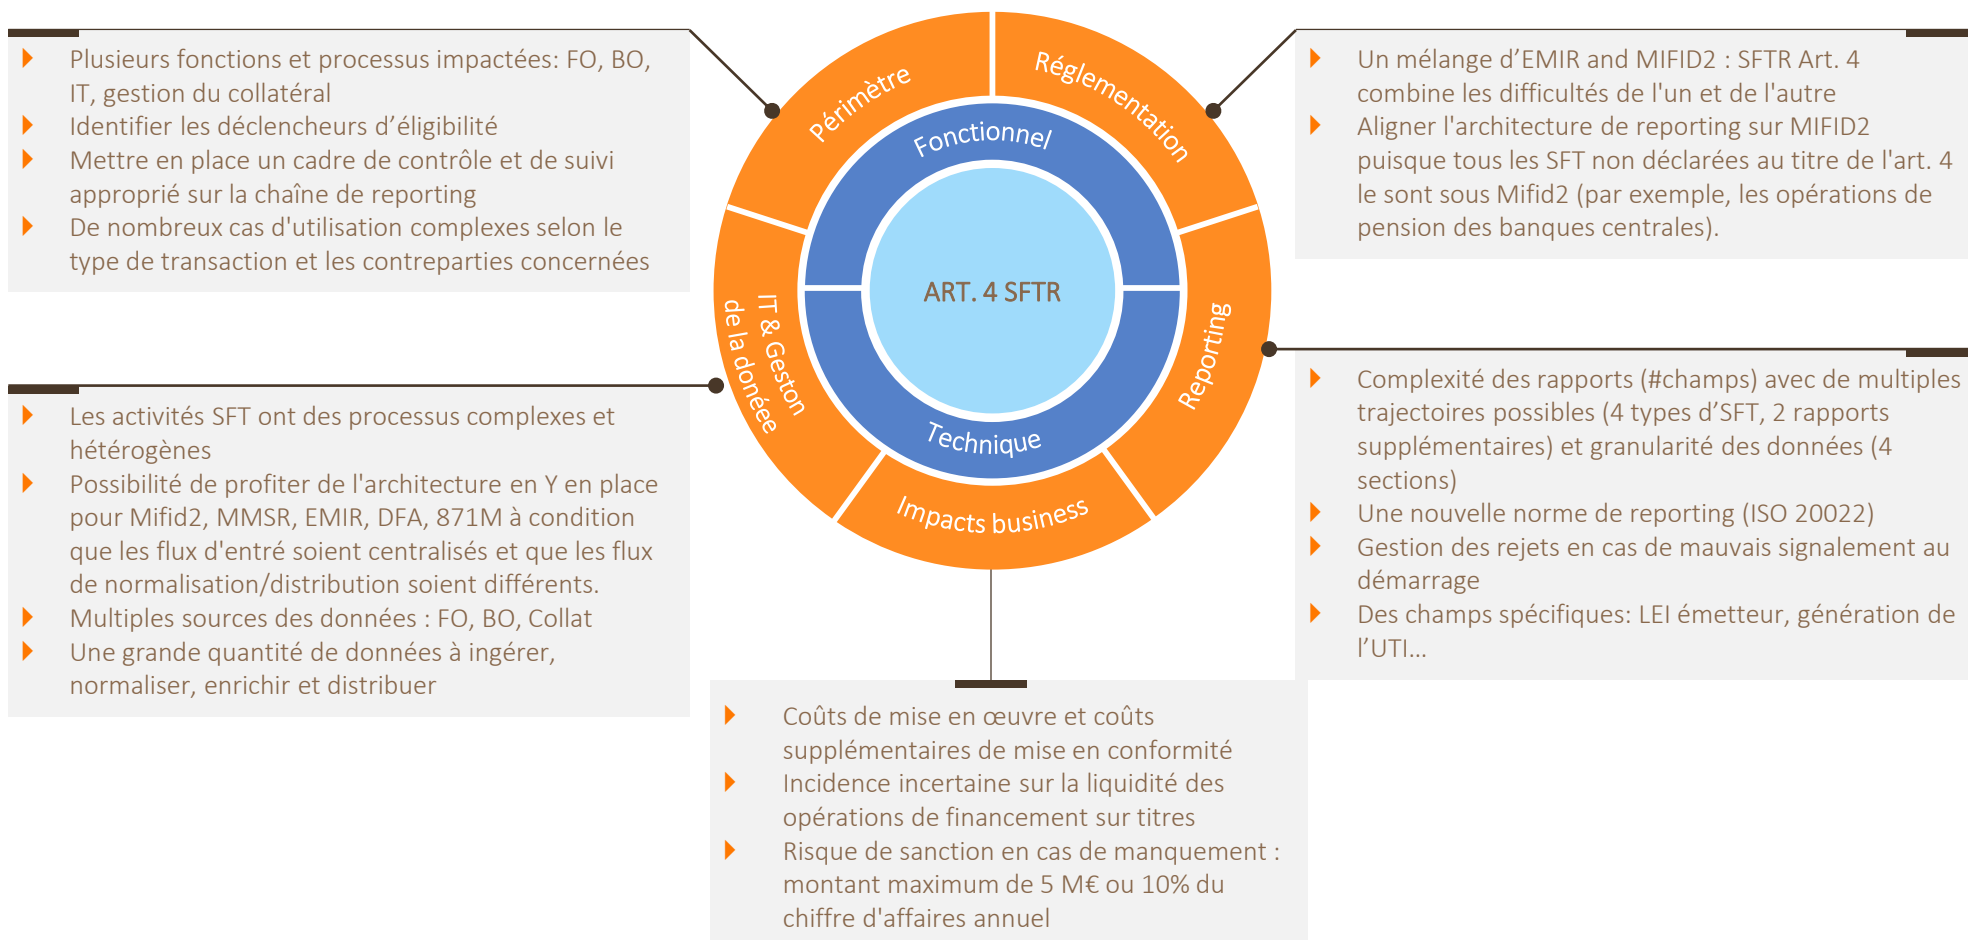 Plusieurs fonctions et processus impactées: FO, BO,
IT, gestion du collatéral
Identifier les déclencheurs d’éligibilité
Mettre en place un cadre de contrôle et de suivi
approprié sur la chaîne de reporting
De nombreux cas d'utilisation complexes selon le
type de transaction et les contreparties concernées
Périmètre
Réglementation
Un mélange d’EMIR and MIFID2 : SFTR Art. 4
combine les difficultés de l'un et de l'autre
Aligner l'architecture de reporting sur MIFID2
puisque tous les SFT non déclarées au titre de l'art. 4
le sont sous Mifid2 (par exemple, les opérations de
pension des banques centrales).
Fonctionnel
ART. 4 SFTR
Technique
IT & Geston
de la donnée
Reporting
Impacts business
Les activités SFT ont des processus complexes et
hétérogènes
Possibilité de profiter de l'architecture en Y en place
pour Mifid2, MMSR, EMIR, DFA, 871M à condition
que les flux d'entré soient centralisés et que les flux
de normalisation/distribution soient différents.
Multiples sources des données : FO, BO, Collat
Une grande quantité de données à ingérer,
normaliser, enrichir et distribuer
Complexité des rapports (#champs) avec de multiples
trajectoires possibles (4 types d’SFT, 2 rapports
supplémentaires) et granularité des données (4
sections)
Une nouvelle norme de reporting (ISO 20022)
Gestion des rejets en cas de mauvais signalement au
démarrage
Des champs spécifiques: LEI émetteur, génération de
l’UTI…
Coûts de mise en œuvre et coûts
supplémentaires de mise en conformité
Incidence incertaine sur la liquidité des
opérations de financement sur titres
Risque de sanction en cas de manquement :
montant maximum de 5 M€ ou 10% du
chiffre d'affaires annuel